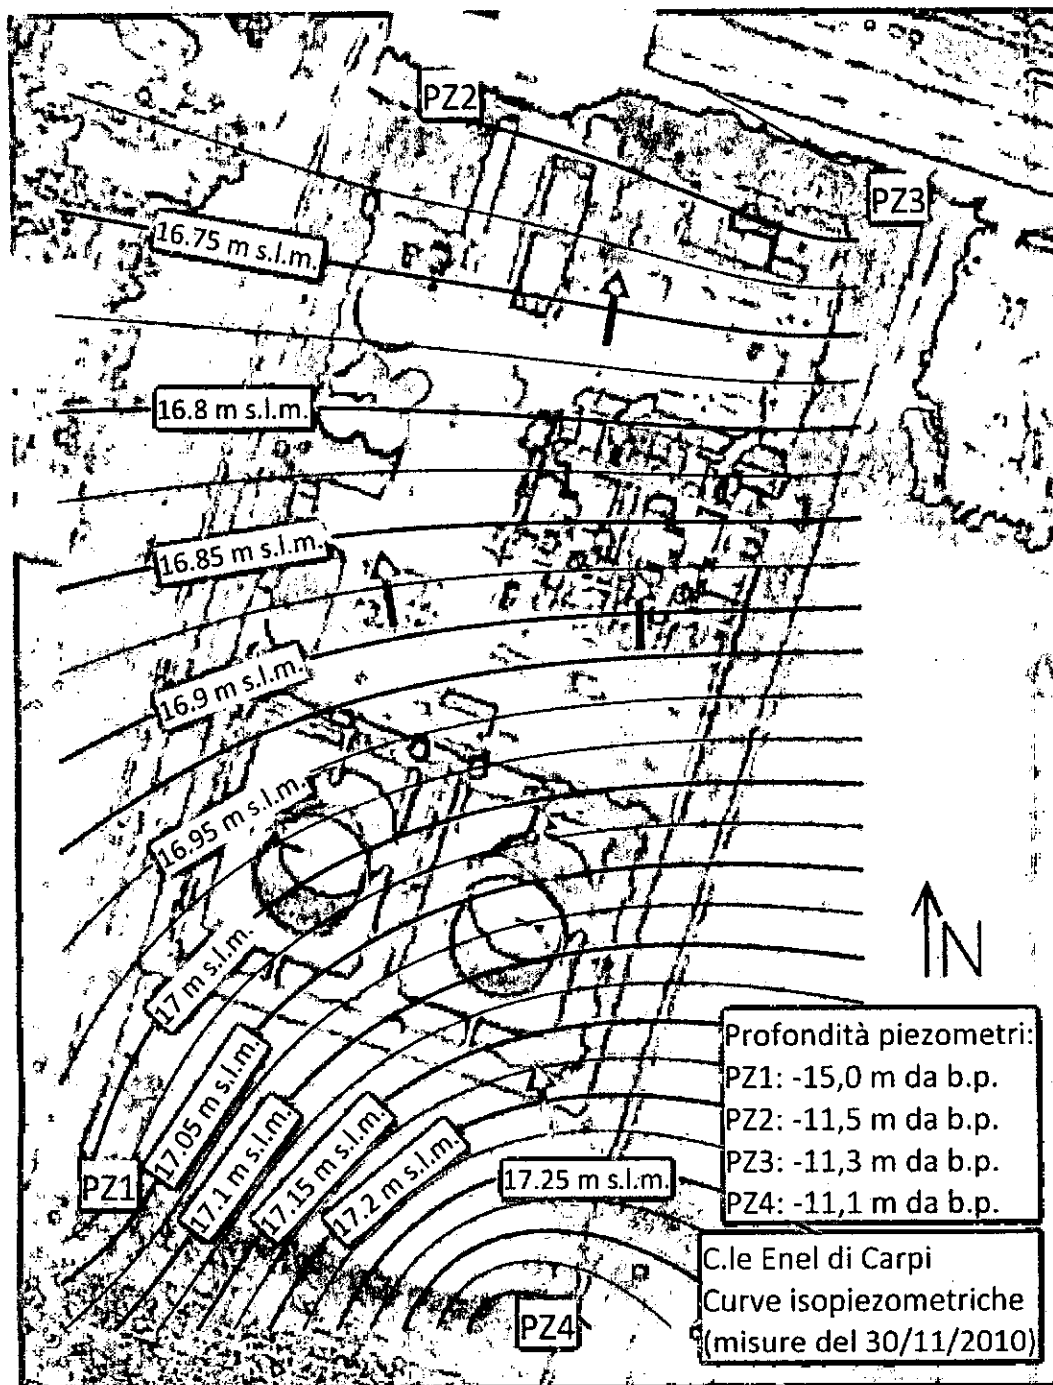 PZ2
PZ3
16.75 m s.l.m.
16.8 m s.l.m.
16.85 m s.l.m.
16.9 m s.l.m.
16.95 m s.l.m.
17 m s.l.m.
17.05 m s.l.m.
17.1 m s.l.m.
17.15 m s.l.m.
17.2 m s.l.m.
17.25 m s.l.m.
PZ1
PZ4
N
Profondità piezometri:
PZ1: -15,0 m da b.p.
PZ2: -11,5 m da b.p.
PZ3: -11,3 m da b.p.
PZ4: -11,1 m da b.p.
C.le Enel di Carpi
Curve isopiezometriche
(misure del 30/11/2010)